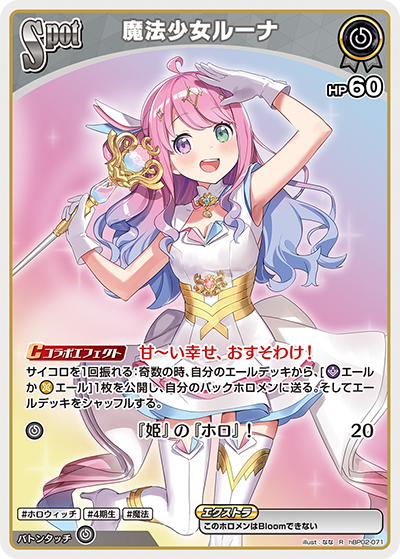 Spot
魔法少女ルーナ
HP60
コラボエフェクト 甘〜い幸せ、おすそわけ!
サイコロを1回振れる:奇数の時、自分のエールデッキから、[エール
かエール]1枚を公開し、自分のバックホロメンに送る。そしてエー
ルデッキをシャッフルする。
『姫』の『ホロ』! 20
#ホロウィッチ #4期生 #魔法
エクストラ
このホロメンはBloomできない
バトンタッチ
illust: なな R hBP02-071